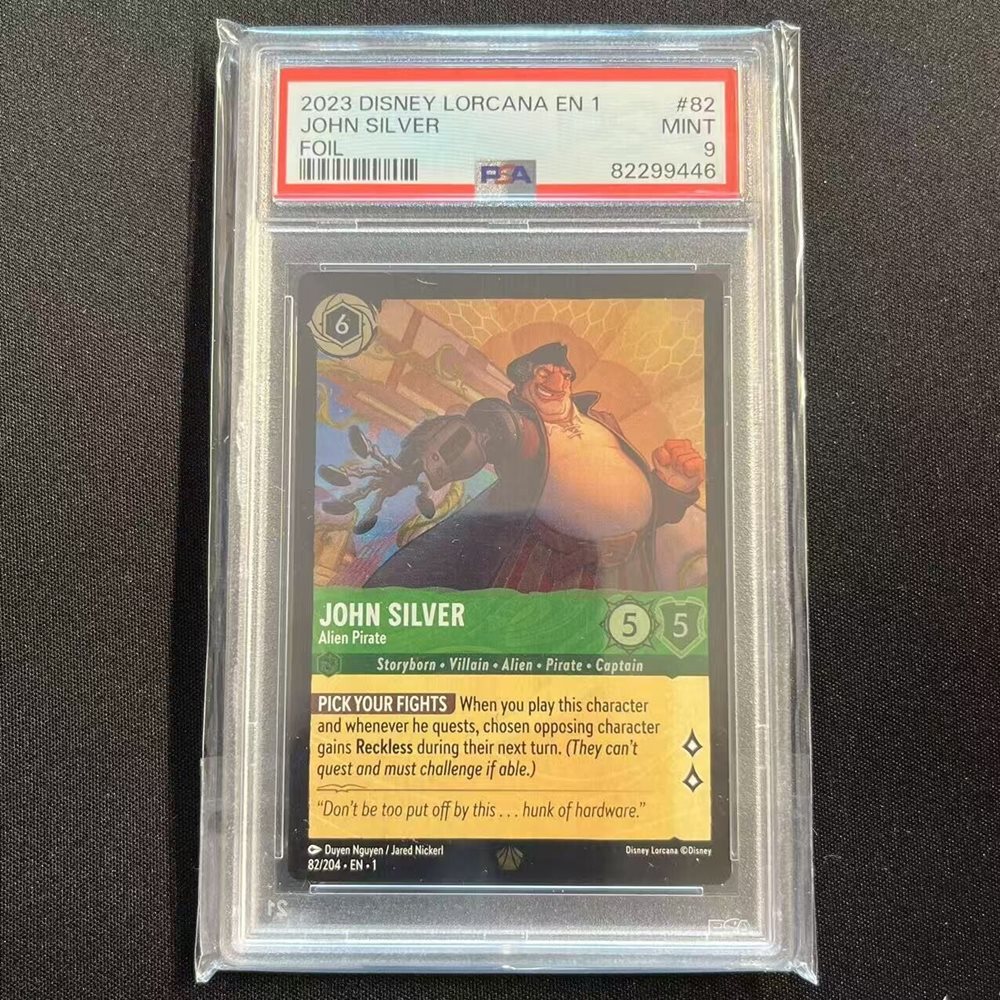 2023 DISNEY LORCANA EN 1 #82
JOHN SILVER MINT
FOIL 9
PSA 82299446
6
JOHN SILVER
Alien Pirate
5 5
Storyborn • Villain • Alien • Pirate • Captain
PICK YOUR FIGHTS When you play this character
and whenever he quests, chosen opposing character
gains Reckless during their next turn. (They can't
quest and must challenge if able.)
“Don't be too put off by this . . . hunk of hardware.”
Duyen Nguyen / Jared Nickerl Disney Lorcana ©Disney
82/204 • EN • 1
21 PSA